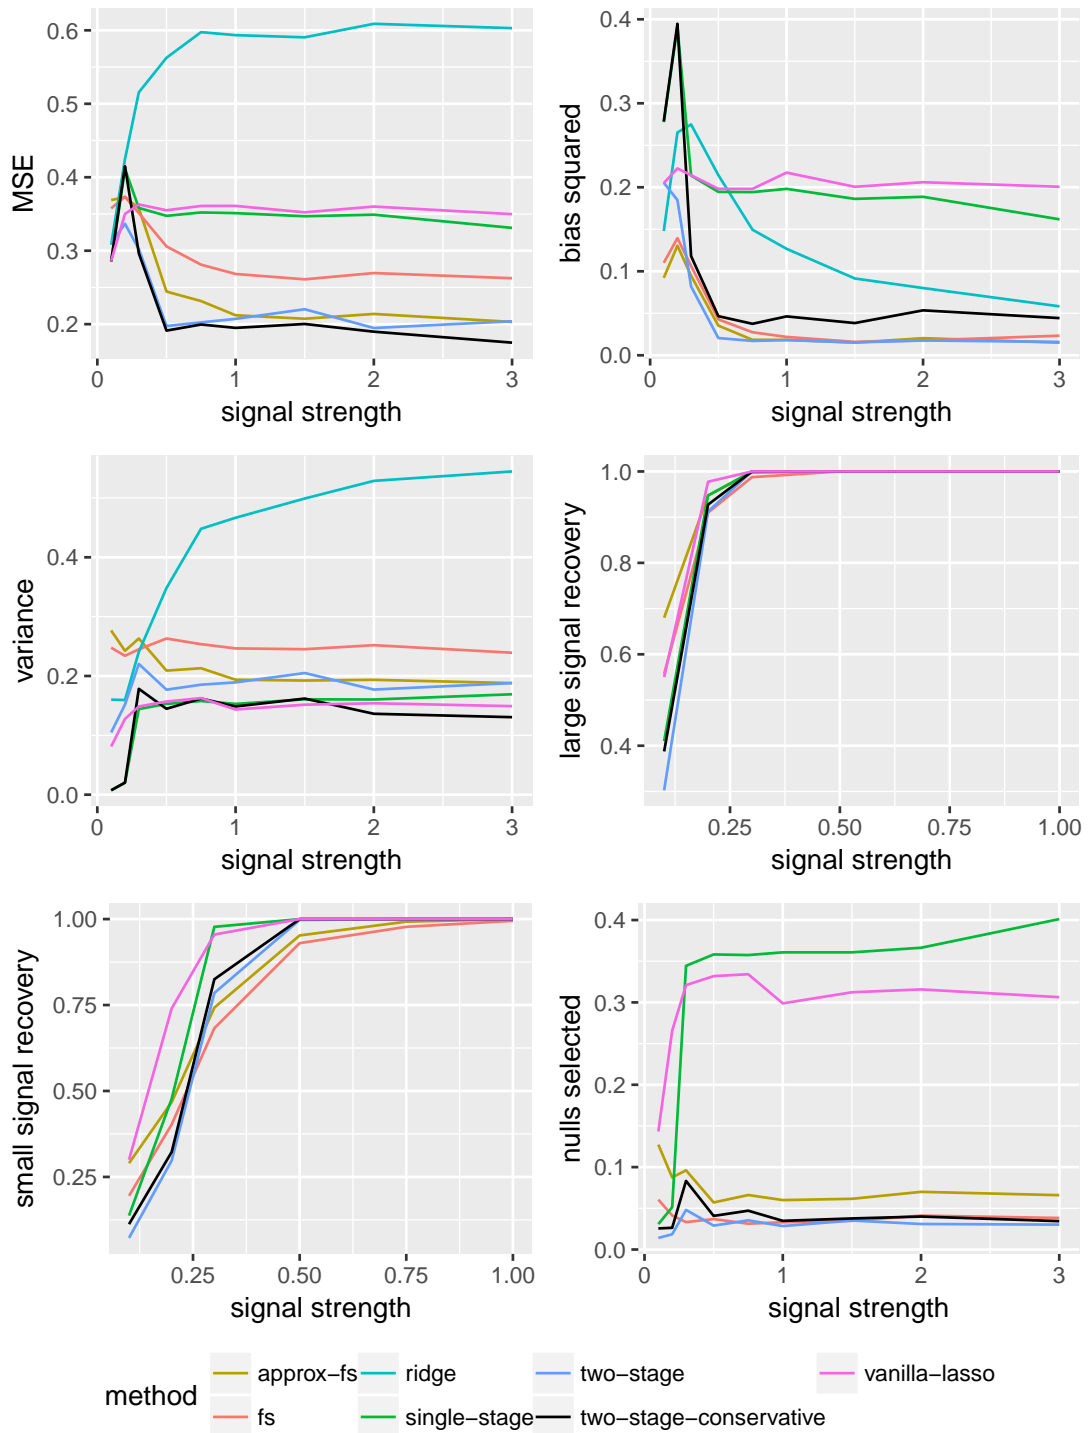 0.6
0.5
0.4
0.3
0.2
MSE
0
1
2
3
signal strength
0.4
0.3
0.2
0.1
0.0
bias squared
0
1
2
3
signal strength
0.4
0.2
0.0
variance
0
1
2
3
signal strength
1.0
0.8
0.6
0.4
large signal recovery
0.25
0.50
0.75
1.00
signal strength
1.00
0.75
0.50
0.25
small signal recovery
0.25
0.50
0.75
1.00
signal strength
0.4
0.3
0.2
0.1
0.0
nulls selected
0
1
2
3
signal strength
method
approx−fs
ridge
two−stage
vanilla−lasso
fs
single−stage
two−stage−conservative